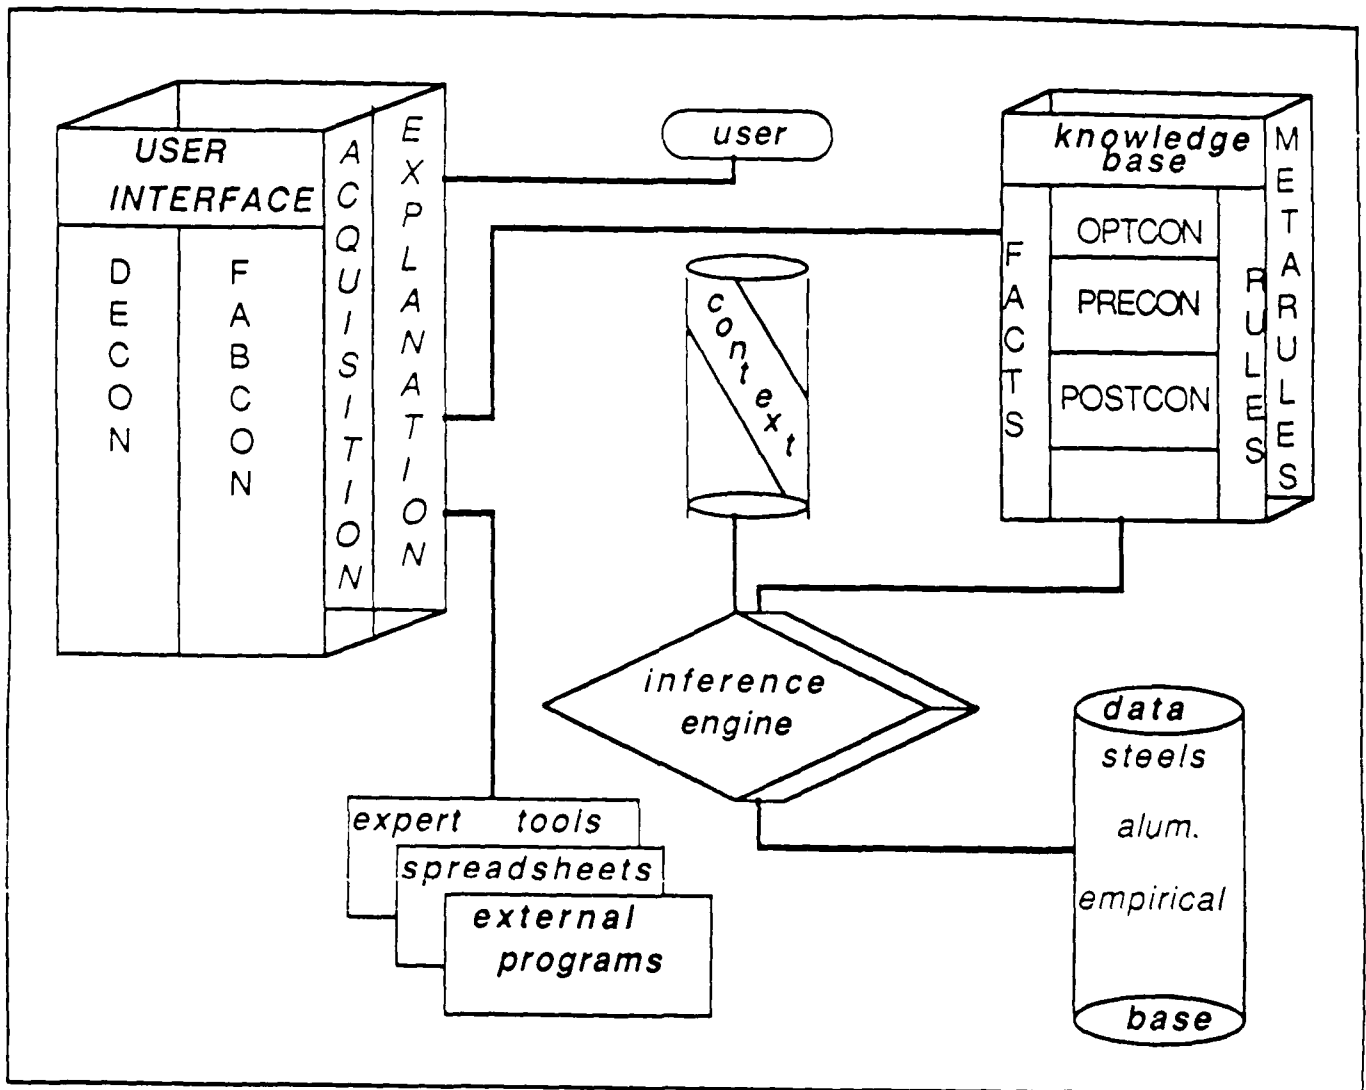 USER
INTERFACE
DECON
FABCON
ACQUISITION
EXPLANATION
user
knowledge
base
FACTS
OPTCON
PRECON
POSTCON
RULES
METARULES
context
inference
engine
data
steels
alum.
empirical
base
expert tools
spreadsheets
external
programs